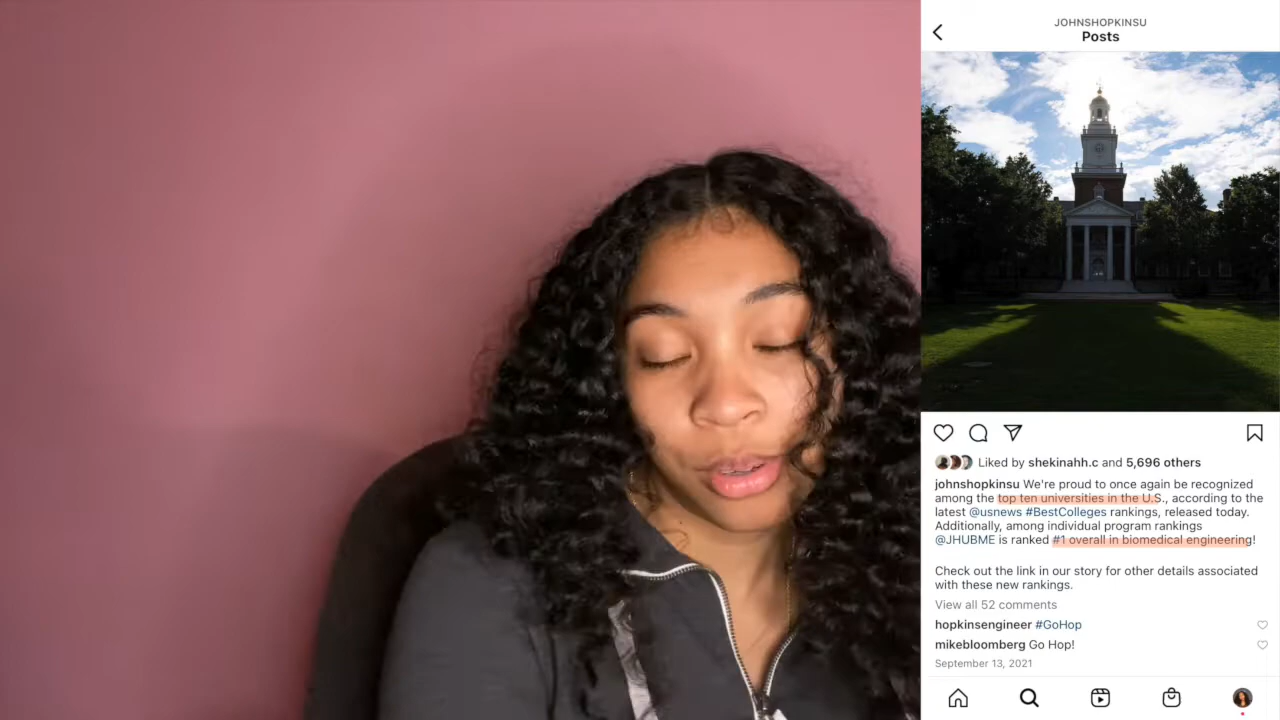 JOHNSHOPKINSU
Posts
Liked by shekinahh.c and 5,696 others
johnshopkinsu We're proud to once again be recognized
among the top ten universities in the U.S., according to the
latest @usnews #BestColleges rankings, released today.
Additionally, among individual program rankings
@JHUBME is ranked #1 overall in biomedical engineering!
Check out the link in our story for other details associated
with these new rankings.
View all 52 comments
hopkinsengineer #GoHop
mikebloomberg Go Hop!
September 13, 2021